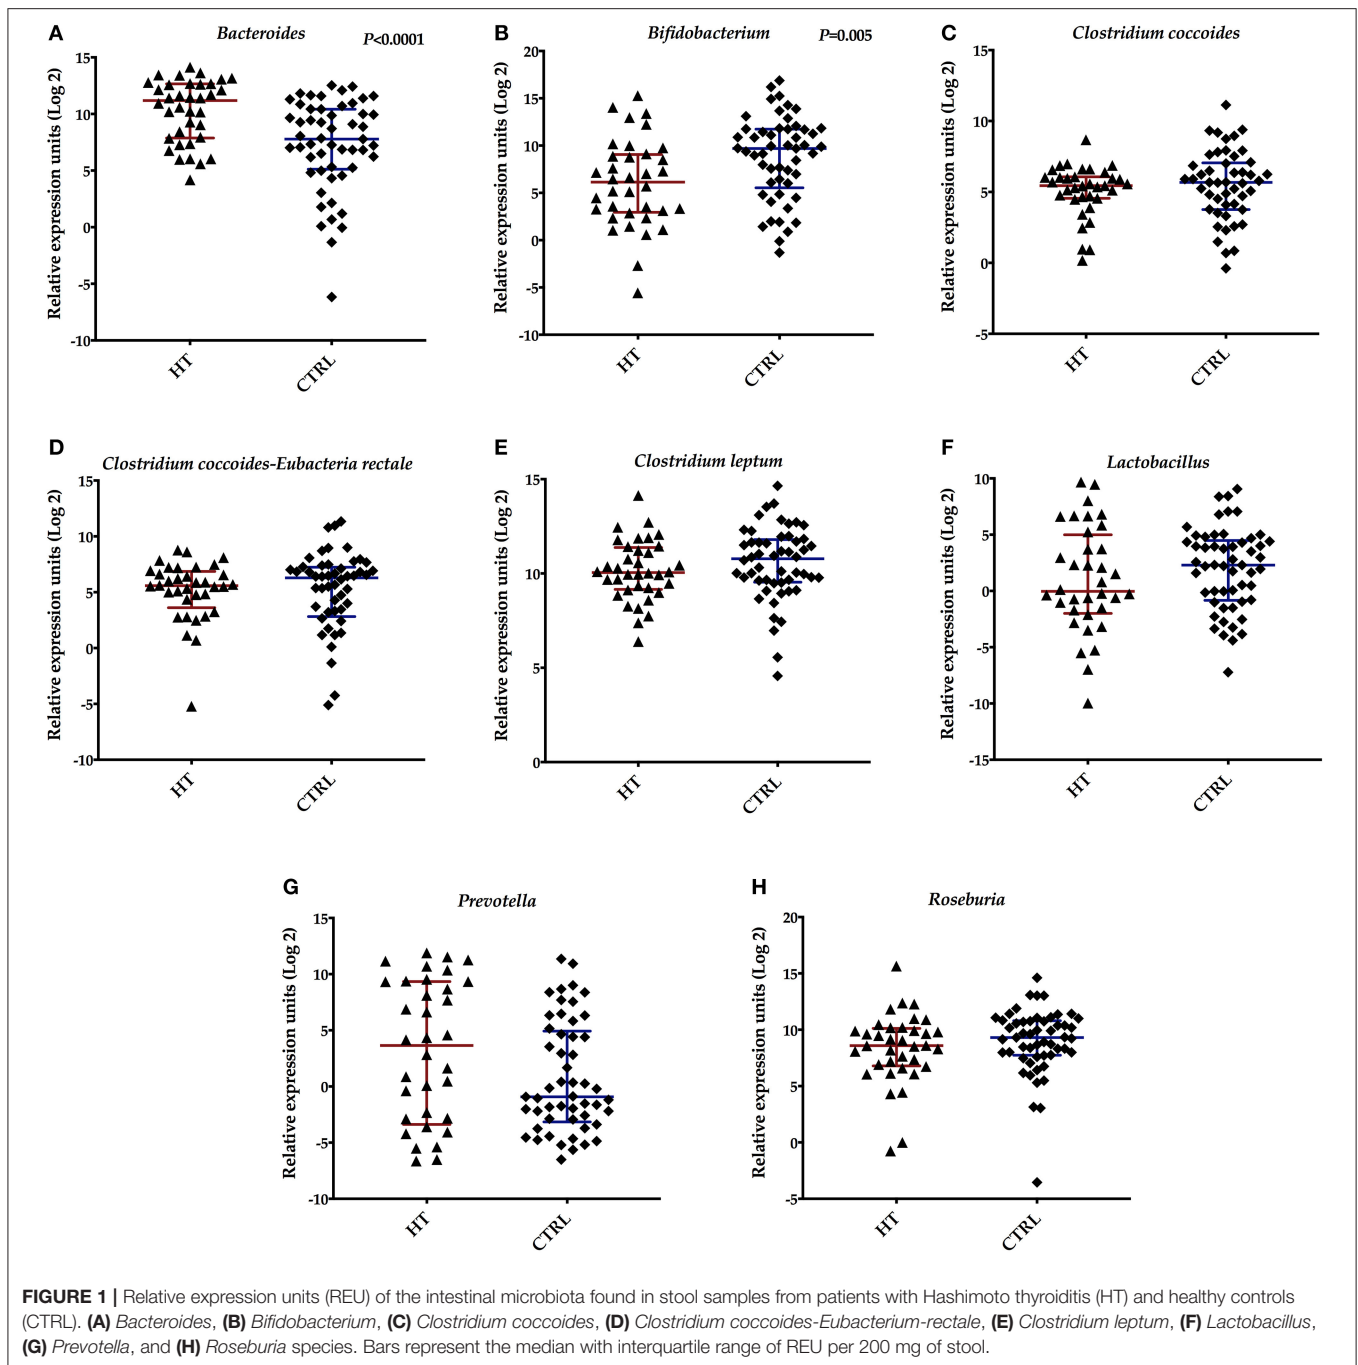 A
Bacteroides
P<0.0001
Relative expression units (Log 2)
15
10
5
0
-5
-10
HT
CTRL
B
Bifidobacterium
P=0.005
Relative expression units (Log 2)
20
15
10
5
0
-5
-10
HT
CTRL
C
Clostridium coccoides
Relative expression units (Log 2)
15
10
5
0
-5
HT
CTRL
D
Clostridium coccoides-Eubacteria rectale
Relative expression units (Log 2)
15
10
5
0
-5
-10
HT
CTRL
E
Clostridium leptum
Relative expression units (Log 2)
15
10
5
0
HT
CTRL
F
Lactobacillus
Relative expression units (Log 2)
10
5
0
-5
-10
-15
HT
CTRL
G
Prevotella
Relative expression units (Log 2)
15
10
5
0
-5
-10
HT
CTRL
H
Roseburia
Relative expression units (Log 2)
20
15
10
5
0
-5
HT
CTRL
FIGURE 1 | Relative expression units (REU) of the intestinal microbiota found in stool samples from patients with Hashimoto thyroiditis (HT) and healthy controls
(CTRL). (A) Bacteroides, (B) Bifidobacterium, (C) Clostridium coccoides, (D) Clostridium coccoides-Eubacterium-rectale, (E) Clostridium leptum, (F) Lactobacillus,
(G) Prevotella, and (H) Roseburia species. Bars represent the median with interquartile range of REU per 200 mg of stool.